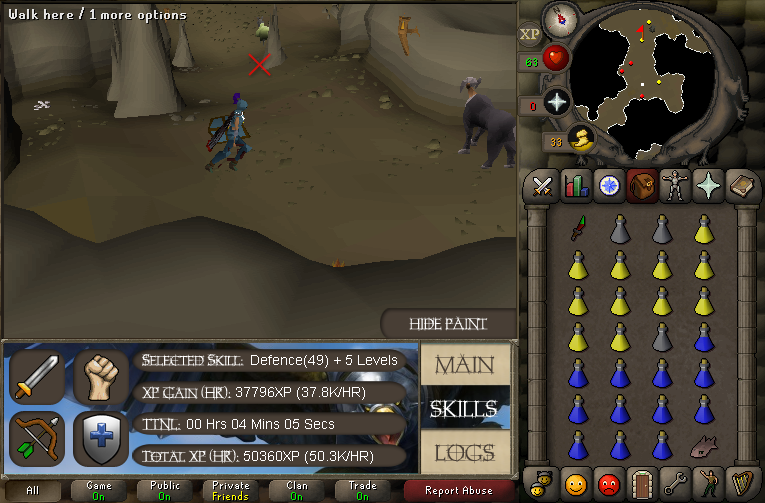 Walk here / 1 more options
XP
63
0
33
HIDE PAINT
SELECTED SKILL: Defence(49) + 5 Levels
XP GAIN (HR): 37796XP (37.8K/HR)
TTNL: 00 Hrs 04 Mins 05 Secs
TOTAL XP (HR): 50360XP (50.3K/HR)
MAIN
SKILLS
LOGS
All
Game
On
Public
On
Private
Friends
Clan
On
Trade
On
Report Abuse